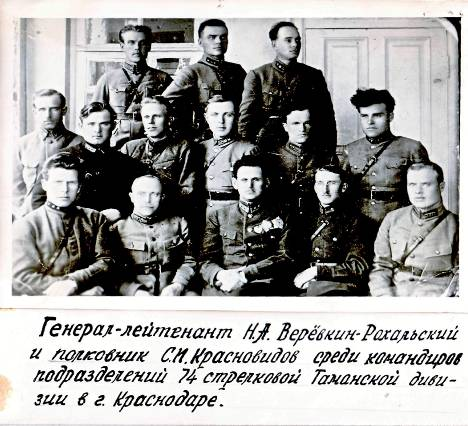 Генерал-лейтенант Н.А. Верёвкин-Рохальский
и полковник С.И. Красновидов среди командиров
подразделений 74 стрелковой Таманской диви-
зии в г. Краснодаре.